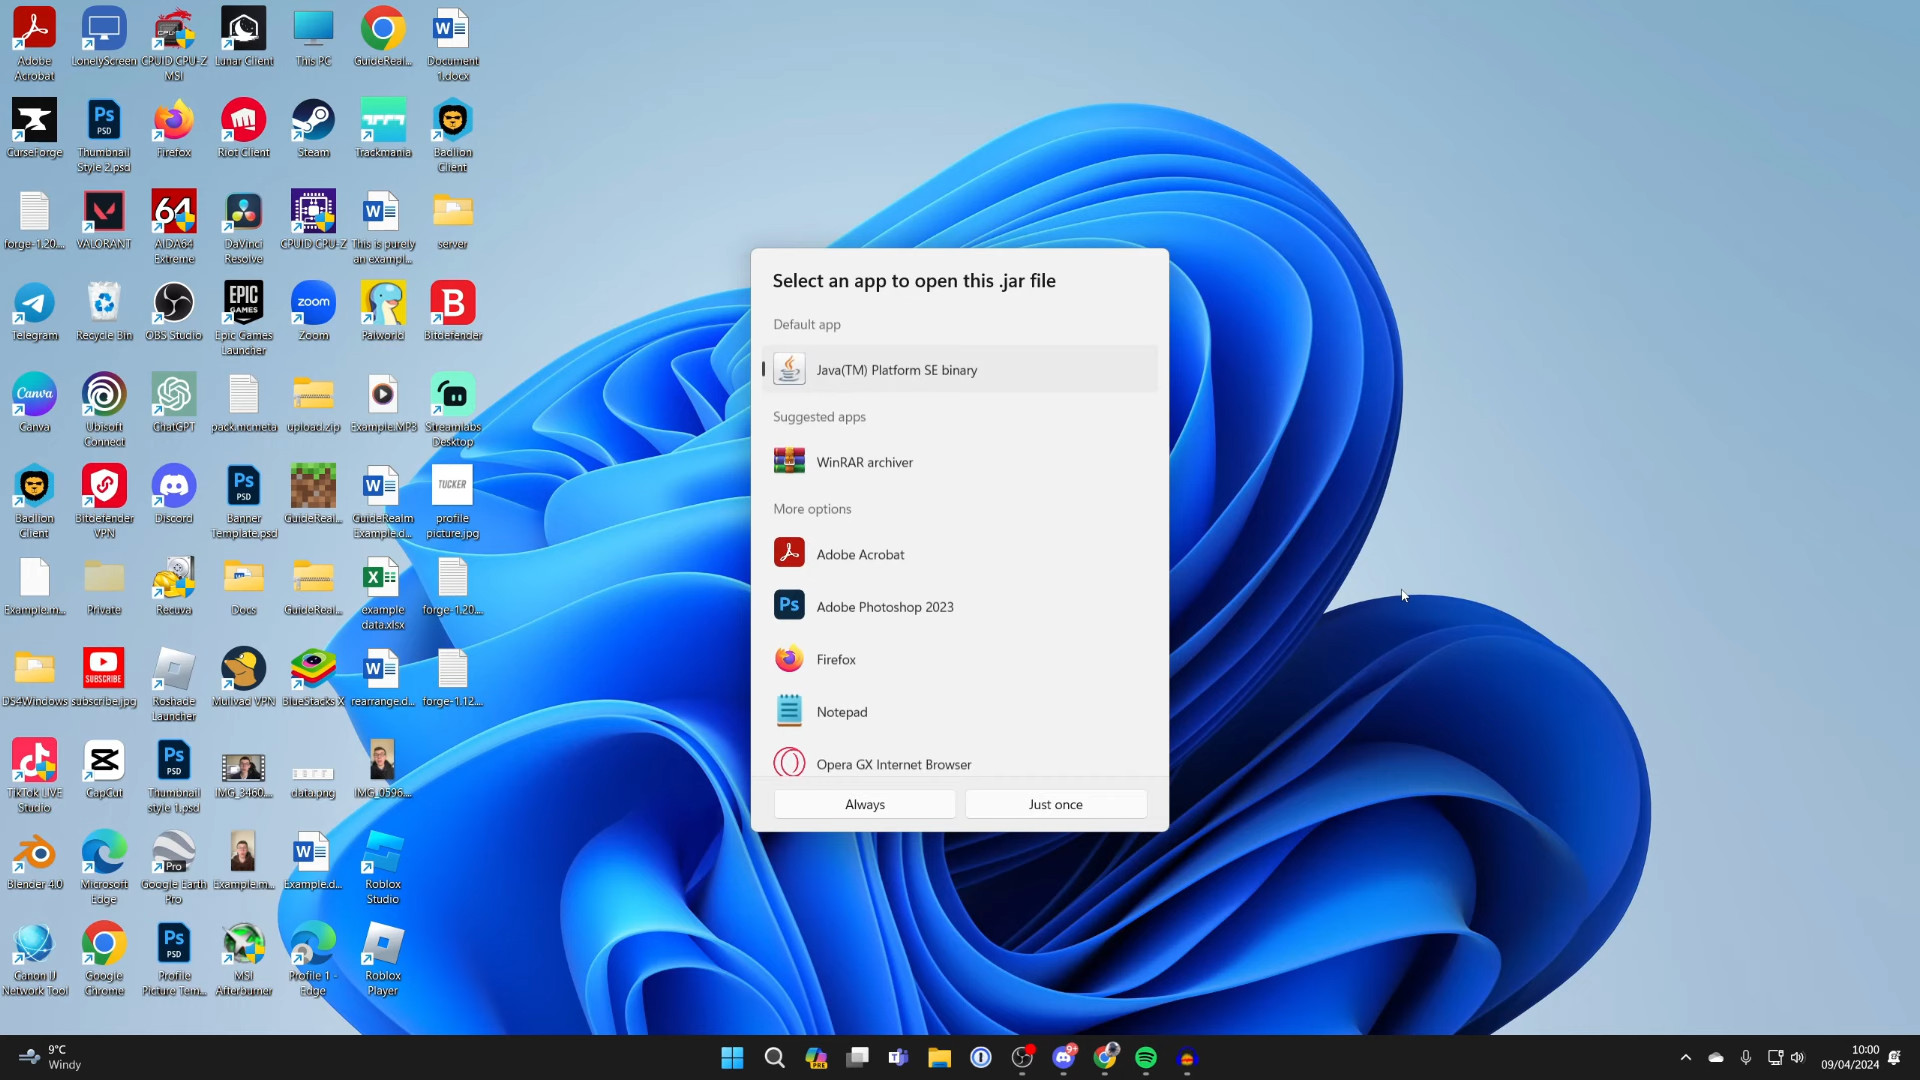 Adobe
Acrobat
LonelyScreen
CPUID CPU-Z
MSI
Lunar Client
This PC
GuideReal...
Document
1.docx
CurseForge
Thumbnail
Style 2.psd
Firefox
Riot Client
Steam
Trackmania
Badlion
Client
forge-1.20...
VALORANT
AIDA64
Extreme
DaVinci
Resolve
CPUID CPU-Z
This is purely
an exampl...
server
Telegram
Recycle Bin
OBS Studio
Epic Games
Launcher
Zoom
Palworld
Bitdefender
Canva
Ubisoft
Connect
ChatGPT
pack.mcmeta
upload.zip
Example.MP3
Streamlabs
Desktop
Badlion
Client
Bitdefender
VPN
Discord
Banner
Template.psd
GuideReal...
GuideRealm
Example.d...
TUCKER
profile
picture.jpg
Example.m...
Private
Recuva
Docs
GuideReal...
example
data.xlsx
forge-1.20...
DS4Windows
SUBSCRIBE
subscribe.jpg
Roshade
Launcher
Mullvad VPN
BlueStacks X
rearrange.d...
forge-1.12...
TikTok LIVE
Studio
CapCut
Thumbnail
style 1.psd
IMG_3460....
data.png
IMG_0596....
Blender 4.0
Microsoft
Edge
Google Earth
Pro
Example.m...
Example.d...
Roblox
Studio
Canon IJ
Network Tool
Google
Chrome
Profile
Picture Tem...
MSI
Afterburner
Profile 1 -
Edge
Roblox
Player
Select an app to open this .jar file
Default app
Java(TM) Platform SE binary
Suggested apps
WinRAR archiver
More options
Adobe Acrobat
Adobe Photoshop 2023
Firefox
Notepad
Opera GX Internet Browser
Always
Just once
9°C
Windy
10:00
09/04/2024